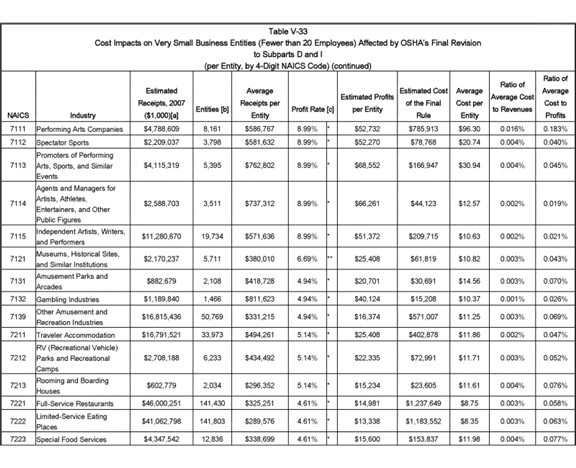 Table V-33
Cost Impacts on Very Small Business Entities (Fewer than 20 Employees) Affected by OSHA's Final Revision
to Subparts D and I
(per Entity, by 4-Digit NAICS Code) (continued)
NAICS Industry Estimated Receipts, 2007 ($1,000)[a] Entities [b] Average Receipts per Entity Profit Rate [c] Estimated Profits per Entity Estimated Cost of the Final Rule Average Cost per Entity Ratio of Average Cost to Revenues Ratio of Average Cost to Profits
7111 Performing Arts Companies $4,788,609 8,161 $586,767 8.99% * $52,732 $785,913 $96.30 0.016% 0.183%
7112 Spectator Sports $2,209,037 3,798 $581,632 8.99% * $52,270 $78,768 $20.74 0.004% 0.040%
7113 Promoters of Performing Arts, Sports, and Similar Events $4,115,319 5,395 $762,802 8.99% * $68,552 $166,947 $30.94 0.004% 0.045%
7114 Agents and Managers for Artists, Athletes, Entertainers, and Other Public Figures $2,588,703 3,511 $737,312 8.99% * $66,261 $44,123 $12.57 0.002% 0.019%
7115 Independent Artists, Writers, and Performers $11,280,670 19,734 $571,636 8.99% * $51,372 $209,715 $10.63 0.002% 0.021%
7121 Museums, Historical Sites, and Similar Institutions $2,170,237 5,711 $380,010 6.69% ** $25,408 $61,819 $10.82 0.003% 0.043%
7131 Amusement Parks and Arcades $882,679 2,108 $418,728 4.94% * $20,701 $30,691 $14.56 0.003% 0.070%
7132 Gambling Industries $1,189,840 1,466 $811,623 4.94% * $40,124 $15,208 $10.37 0.001% 0.026%
7139 Other Amusement and Recreation Industries $16,815,436 50,769 $331,215 4.94% * $16,374 $571,007 $11.25 0.003% 0.069%
7211 Traveler Accommodation $16,791,521 33,973 $494,261 5.14% * $25,408 $402,878 $11.86 0.002% 0.047%
7212 RV (Recreational Vehicle) Parks and Recreational Camps $2,708,188 6,233 $434,492 5.14% * $22,335 $72,991 $11.71 0.003% 0.052%
7213 Rooming and Boarding Houses $602,779 2,034 $296,352 5.14% * $15,234 $23,605 $11.61 0.004% 0.076%
7221 Full-Service Restaurants $46,000,251 141,430 $325,251 4.61% * $14,981 $1,237,649 $8.75 0.003% 0.058%
7222 Limited-Service Eating Places $41,062,798 141,803 $289,576 4.61% * $13,338 $1,183,552 $8.35 0.003% 0.063%
7223 Special Food Services $4,347,542 12,836 $338,699 4.61% * $15,600 $153,837 $11.98 0.004% 0.077%